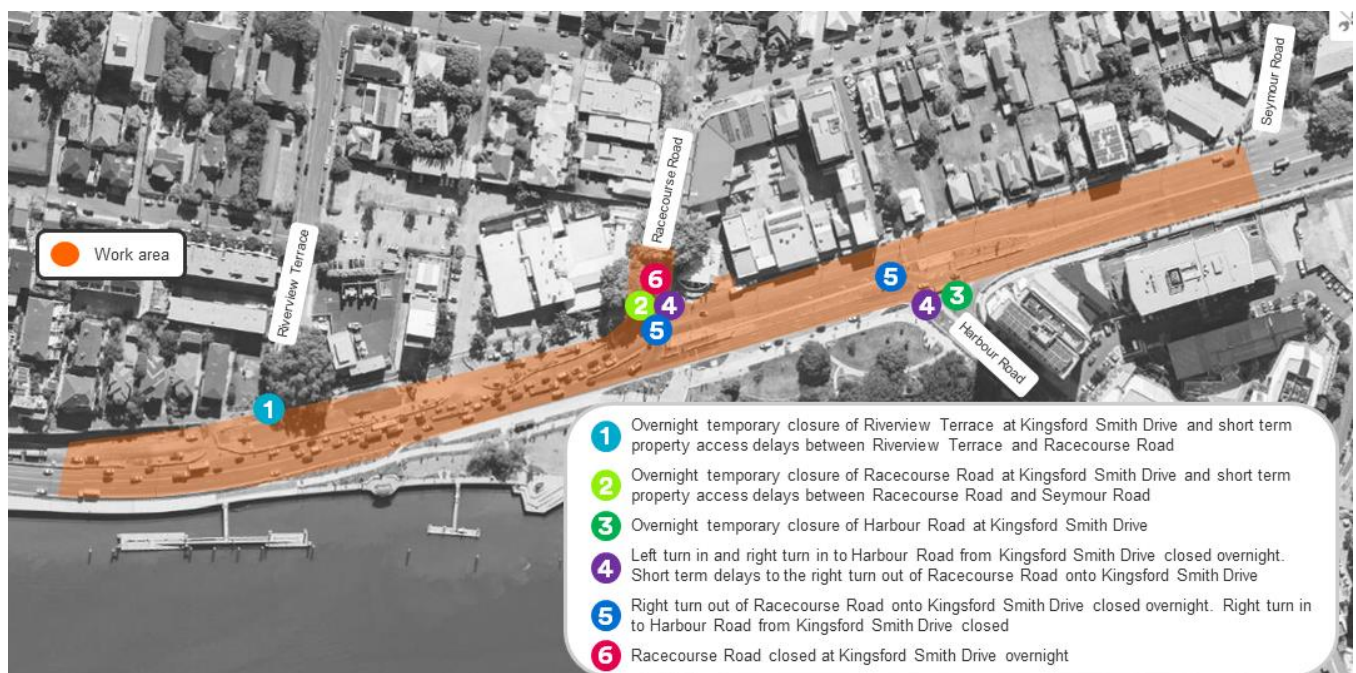 Seymour Road
Racecourse Road
Work area
Riverview Terrace
6
5
2
4
4
3
5
Harbour Road
1
1 Overnight temporary closure of Riverview Terrace at Kingsford Smith Drive and short term
property access delays between Riverview Terrace and Racecourse Road
2 Overnight temporary closure of Racecourse Road at Kingsford Smith Drive and short term
property access delays between Racecourse Road and Seymour Road
3 Overnight temporary closure of Harbour Road at Kingsford Smith Drive
4 Left turn in and right turn in to Harbour Road from Kingsford Smith Drive closed overnight.
Short term delays to the right turn out of Racecourse Road onto Kingsford Smith Drive
5 Right turn out of Racecourse Road onto Kingsford Smith Drive closed overnight. Right turn in
to Harbour Road from Kingsford Smith Drive closed
6 Racecourse Road closed at Kingsford Smith Drive overnight